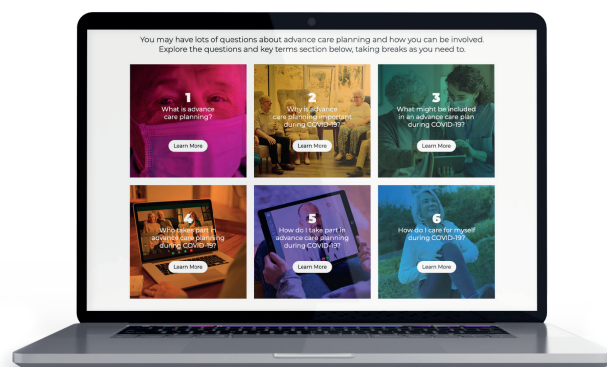 You may have lots of questions about advance care planning and how you can be involved.
Explore the questions and key terms section below, taking breaks as you need to.
1
What is advance
care planning?
Learn More
2
Why is advance
care planning important
during COVID-19?
Learn More
3
What might be included
in an advance care plan
during COVID-19?
Learn More
4
Who takes part in
advance care planning
during COVID-19?
Learn More
5
How do I take part in
advance care planning
during COVID-19?
Learn More
6
How do I care for myself
during COVID-19?
Learn More